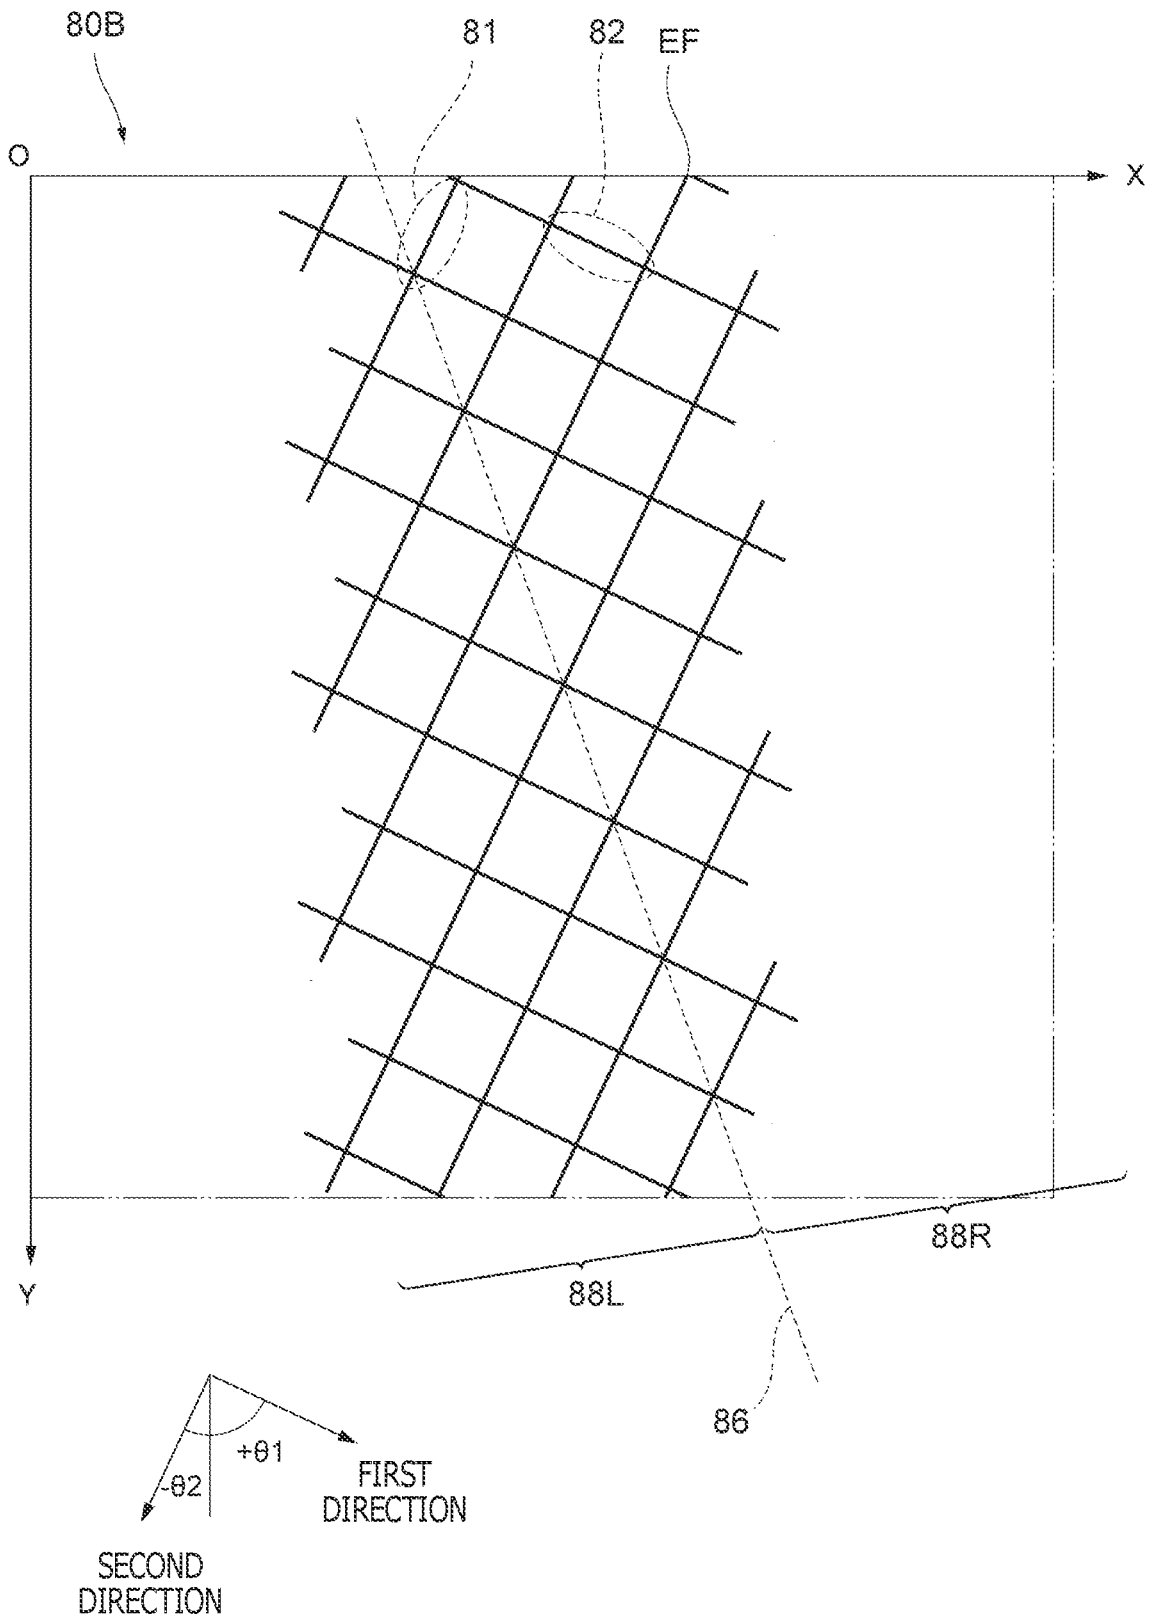 80B
81
82
EF
O
X
88R
88L
Y
86
+θ1
-θ2
FIRST
DIRECTION
SECOND
DIRECTION